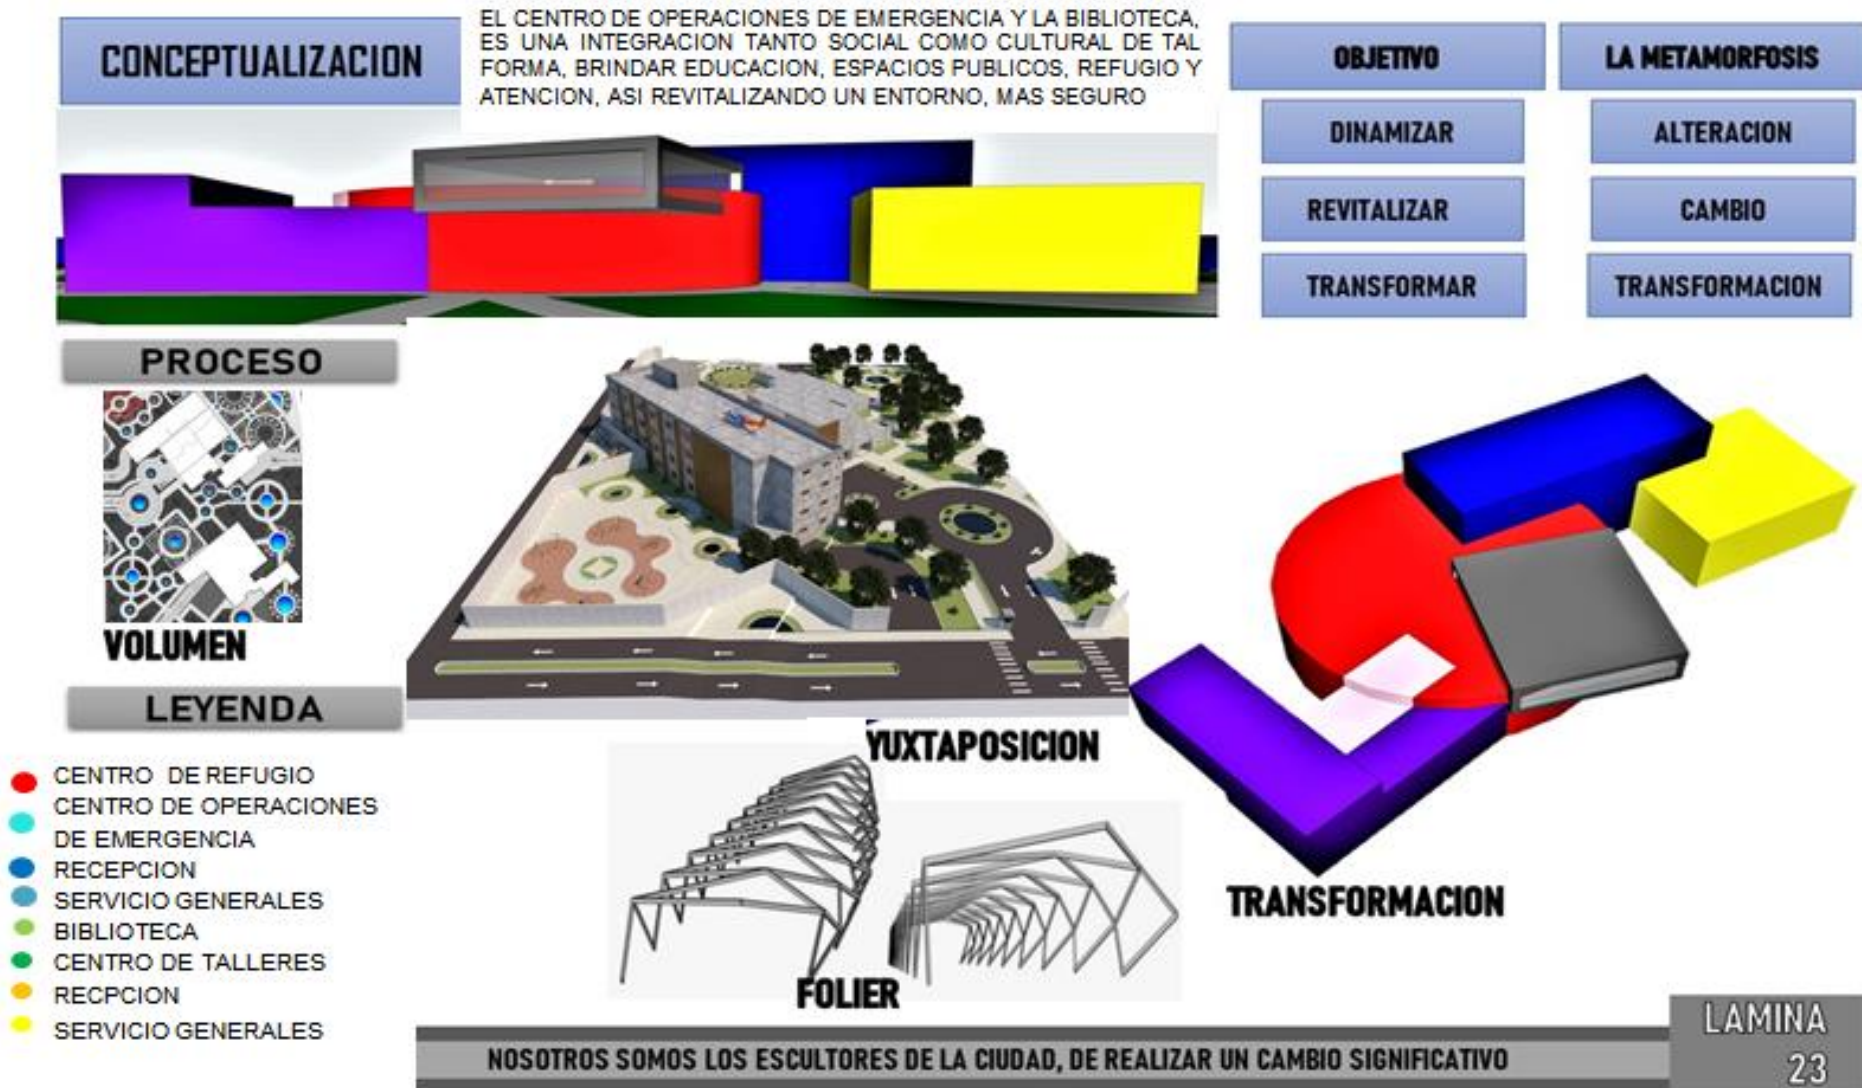 CONCEPTUALIZACION
EL CENTRO DE OPERACIONES DE EMERGENCIA Y LA BIBLIOTECA,
ES UNA INTEGRACION TANTO SOCIAL COMO CULTURAL DE TAL
FORMA, BRINDAR EDUCACION, ESPACIOS PUBLICOS, REFUGIO Y
ATENCION, ASI REVITALIZANDO UN ENTORNO, MAS SEGURO
OBJETIVO
DINAMIZAR
REVITALIZAR
TRANSFORMAR
LA METAMORFOSIS
ALTERACION
CAMBIO
TRANSFORMACION
PROCESO
VOLUMEN
LEYENDA
CENTRO DE REFUGIO
CENTRO DE OPERACIONES
DE EMERGENCIA
RECEPCION
SERVICIO GENERALES
BIBLIOTECA
CENTRO DE TALLERES
RECPCION
SERVICIO GENERALES
YUXTAPOSICION
FOLIER
TRANSFORMACION
NOSOTROS SOMOS LOS ESCULTORES DE LA CIUDAD, DE REALIZAR UN CAMBIO SIGNIFICATIVO
LAMINA
23